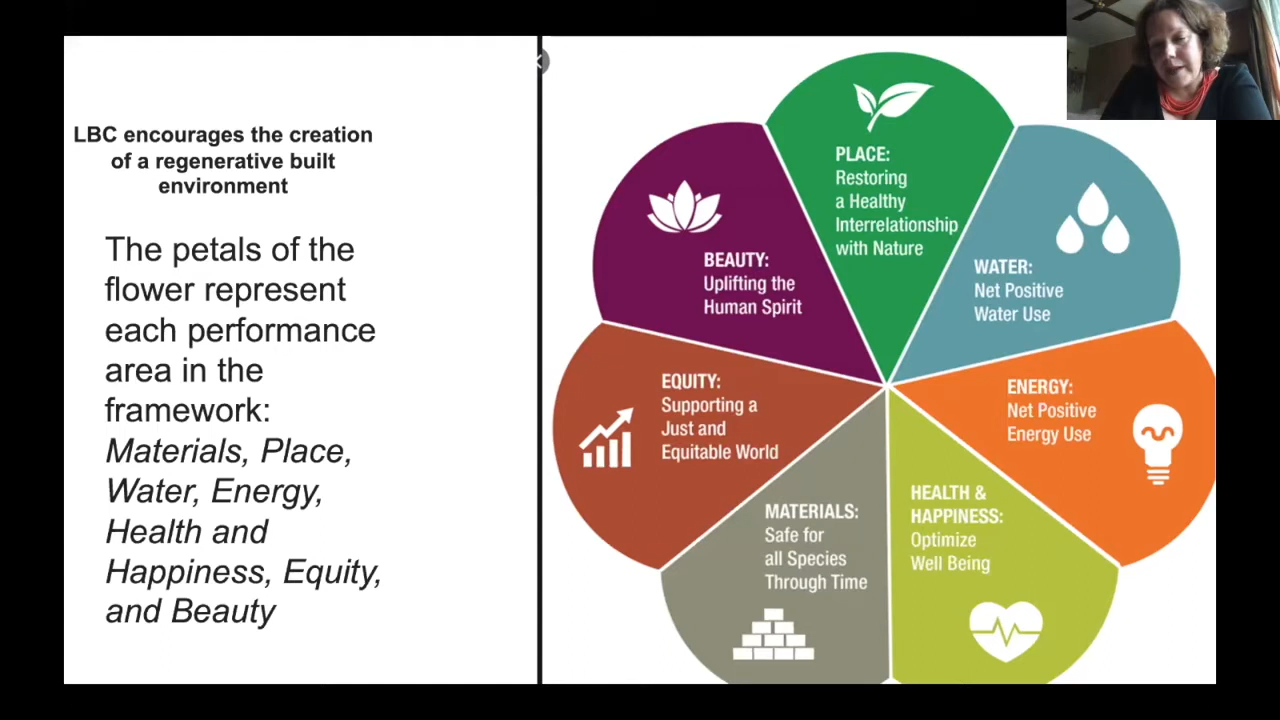 LBC encourages the creation
of a regenerative built
environment
The petals of the
flower represent
each performance
area in the
framework:
Materials, Place,
Water, Energy,
Health and
Happiness, Equity,
and Beauty
PLACE:
Restoring
a Healthy
Interrelationship
with Nature
WATER:
Net Positive
Water Use
ENERGY:
Net Positive
Energy Use
HEALTH &
HAPPINESS:
Optimize
Well Being
MATERIALS:
Safe for
all Species
Through Time
EQUITY:
Supporting a
Just and
Equitable World
BEAUTY:
Uplifting the
Human Spirit